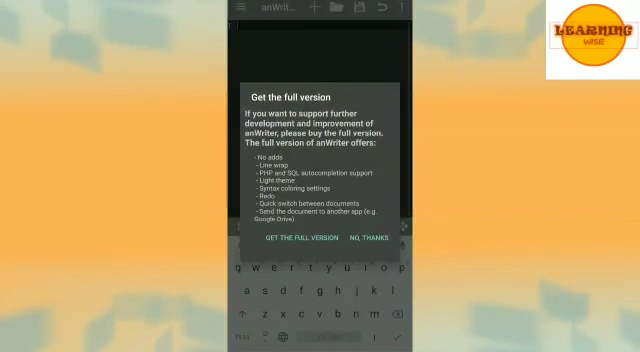 anWrit...
LEARNING
WISE
Get the full version
If you want to support further
development and improvement of
anWriter, please buy the full version.
The full version of anWriter offers:
- No adds
- Line wrap
- PHP and SQL autocompletion support
- Light theme
- Syntax coloring settings
- Redo
- Quick switch between documents
- Send the document to another app (e.g.
Google Drive)
GET THE FULL VERSION NO, THANKS
q w e r t y u i o p
a s d f g h j k l
z x c v b n m